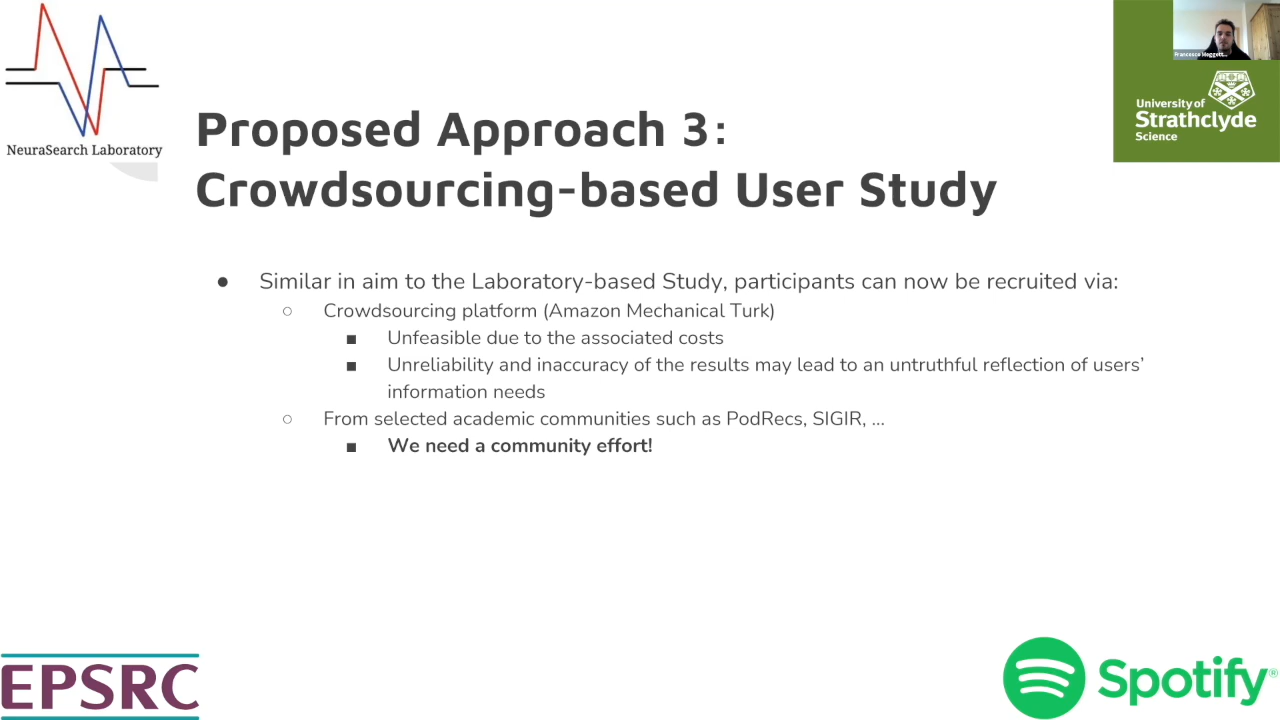 NeuraSearch Laboratory
University of
Strathclyde
Science
Proposed Approach 3:
Crowdsourcing-based User Study
● Similar in aim to the Laboratory-based Study, participants can now be recruited via:
○ Crowdsourcing platform (Amazon Mechanical Turk)
■ Unfeasible due to the associated costs
■ Unreliability and inaccuracy of the results may lead to an untruthful reflection of users’
information needs
○ From selected academic communities such as PodRecs, SIGIR, ...
■ We need a community effort!
EPSRC
Spotify®